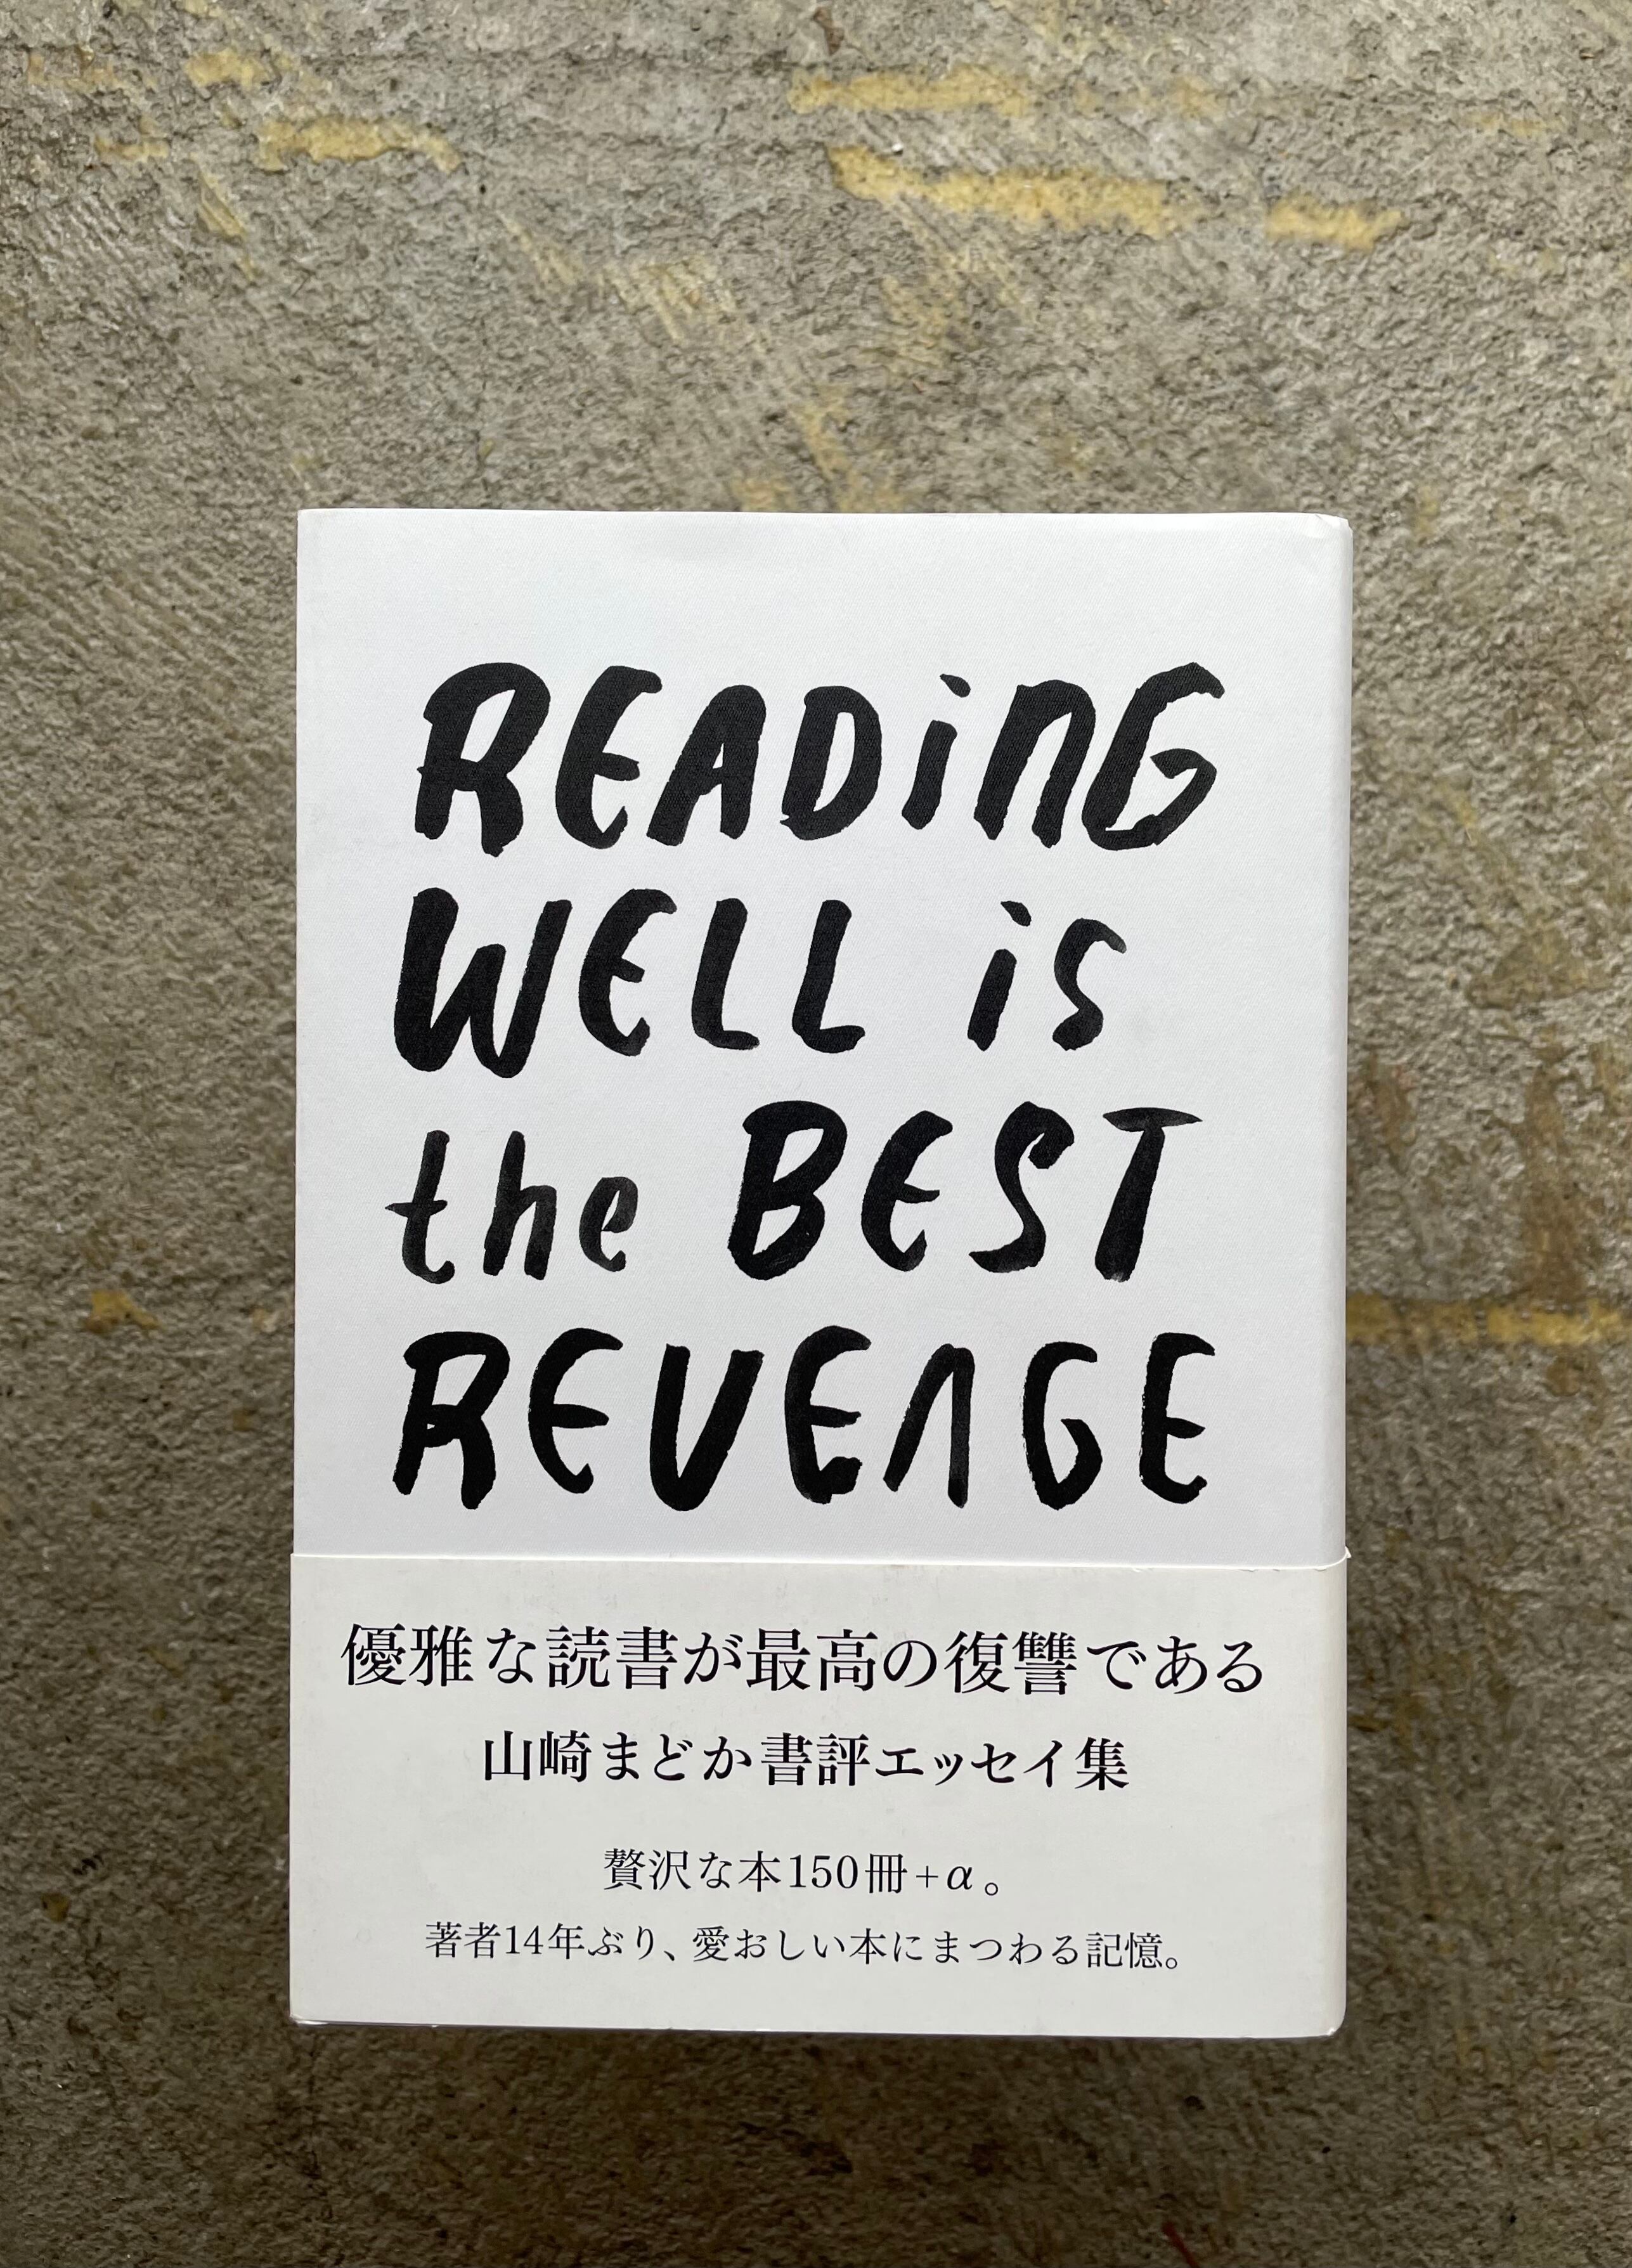 READiNG
WELL is
the BEST
REVENGE
優雅な読書が最高の復讐である
山崎まどか書評エッセイ集
贅沢な本150冊+α。
著者14年ぶり、愛おしい本にまつわる記憶。